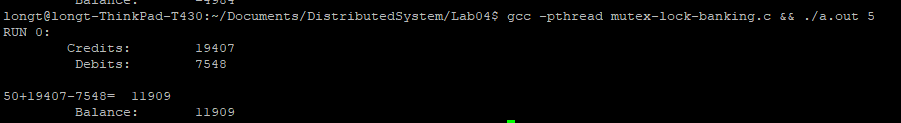 Balance: -4984
longt@longt-ThinkPad-T430:~/Documents/DistributedSystem/Lab04$ gcc -pthread mutex-lock-banking.c && ./a.out 5
RUN 0:
Credits: 19407
Debits: 7548
50+19407-7548= 11909
Balance: 11909